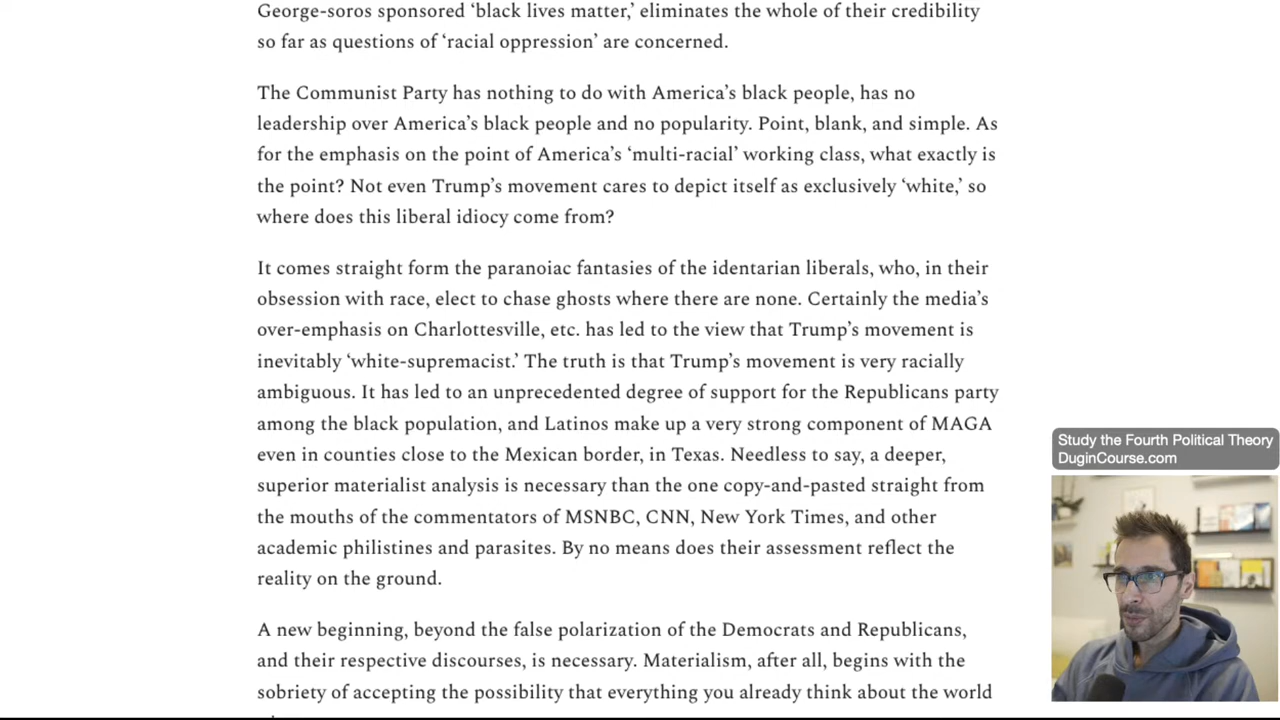 George-soros sponsored ‘black lives matter,’ eliminates the whole of their credibility
so far as questions of ‘racial oppression’ are concerned.
The Communist Party has nothing to do with America’s black people, has no
leadership over America’s black people and no popularity. Point, blank, and simple. As
for the emphasis on the point of America’s ‘multi-racial’ working class, what exactly is
the point? Not even Trump’s movement cares to depict itself as exclusively ‘white,’ so
where does this liberal idiocy come from?
It comes straight form the paranoiac fantasies of the identarian liberals, who, in their
obsession with race, elect to chase ghosts where there are none. Certainly the media’s
over-emphasis on Charlottesville, etc. has led to the view that Trump’s movement is
inevitably ‘white-supremacist.’ The truth is that Trump’s movement is very racially
ambiguous. It has led to an unprecedented degree of support for the Republicans party
among the black population, and Latinos make up a very strong component of MAGA
even in counties close to the Mexican border, in Texas. Needless to say, a deeper,
superior materialist analysis is necessary than the one copy-and-pasted straight from
the mouths of the commentators of MSNBC, CNN, New York Times, and other
academic philistines and parasites. By no means does their assessment reflect the
reality on the ground.
A new beginning, beyond the false polarization of the Democrats and Republicans,
and their respective discourses, is necessary. Materialism, after all, begins with the
sobriety of accepting the possibility that everything you already think about the world
Study the Fourth Political Theory
DuginCourse.com